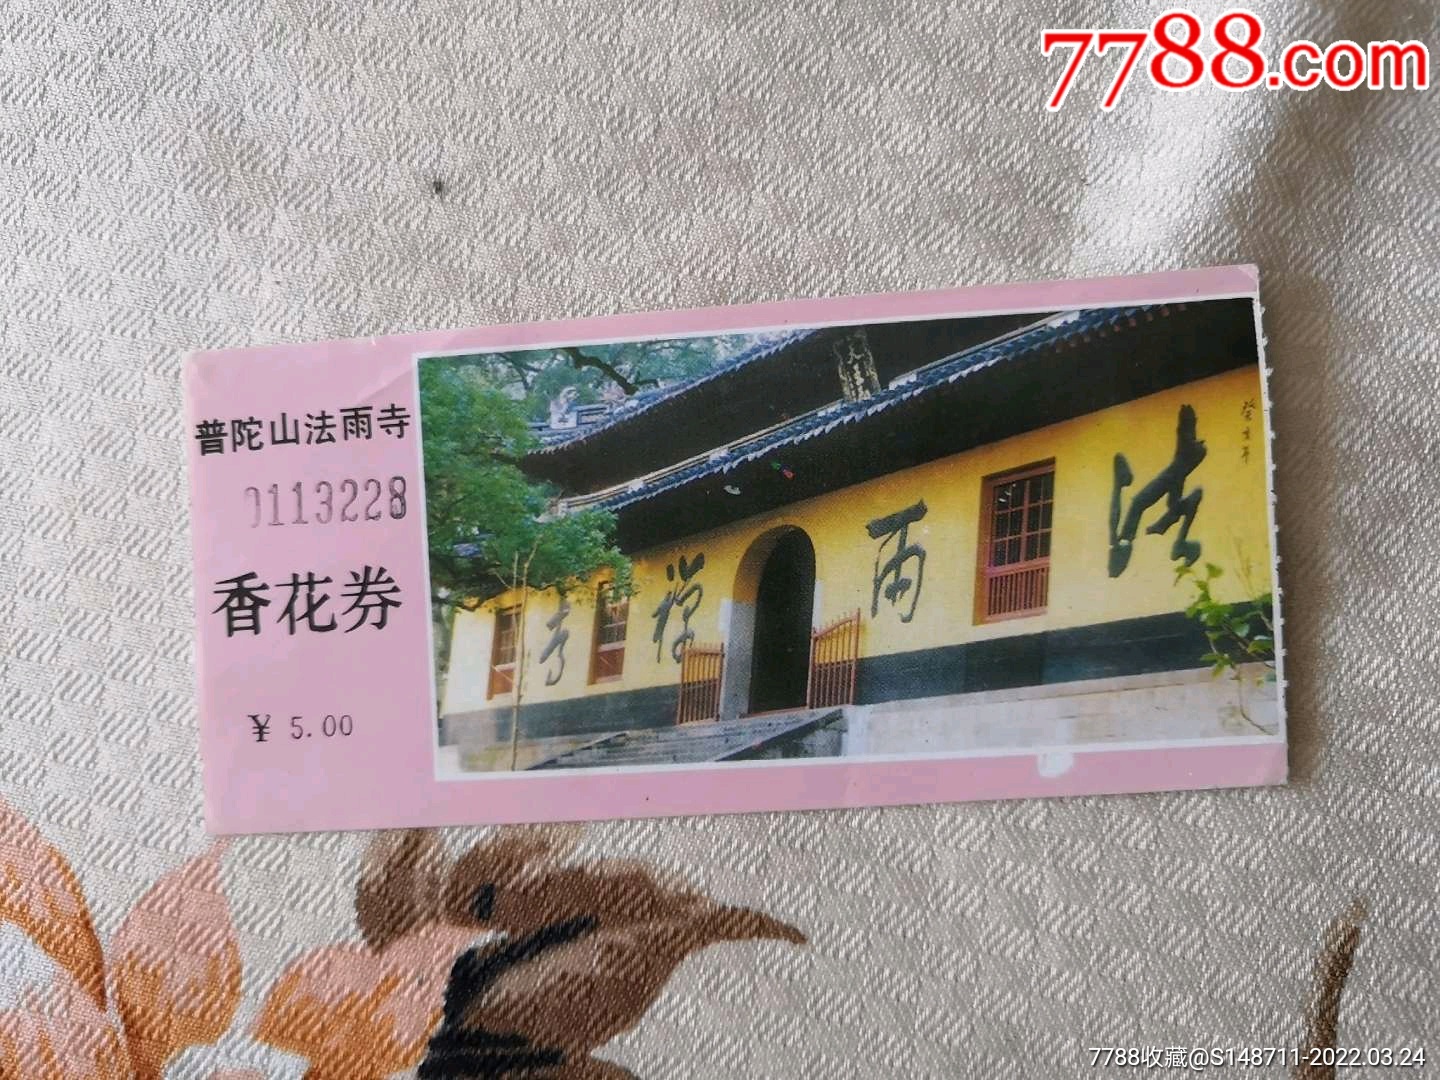 7788.com
普陀山法雨寺
0113228
香花券
¥ 5.00
法雨禅寺
7788收藏@S148711-2022.03.24